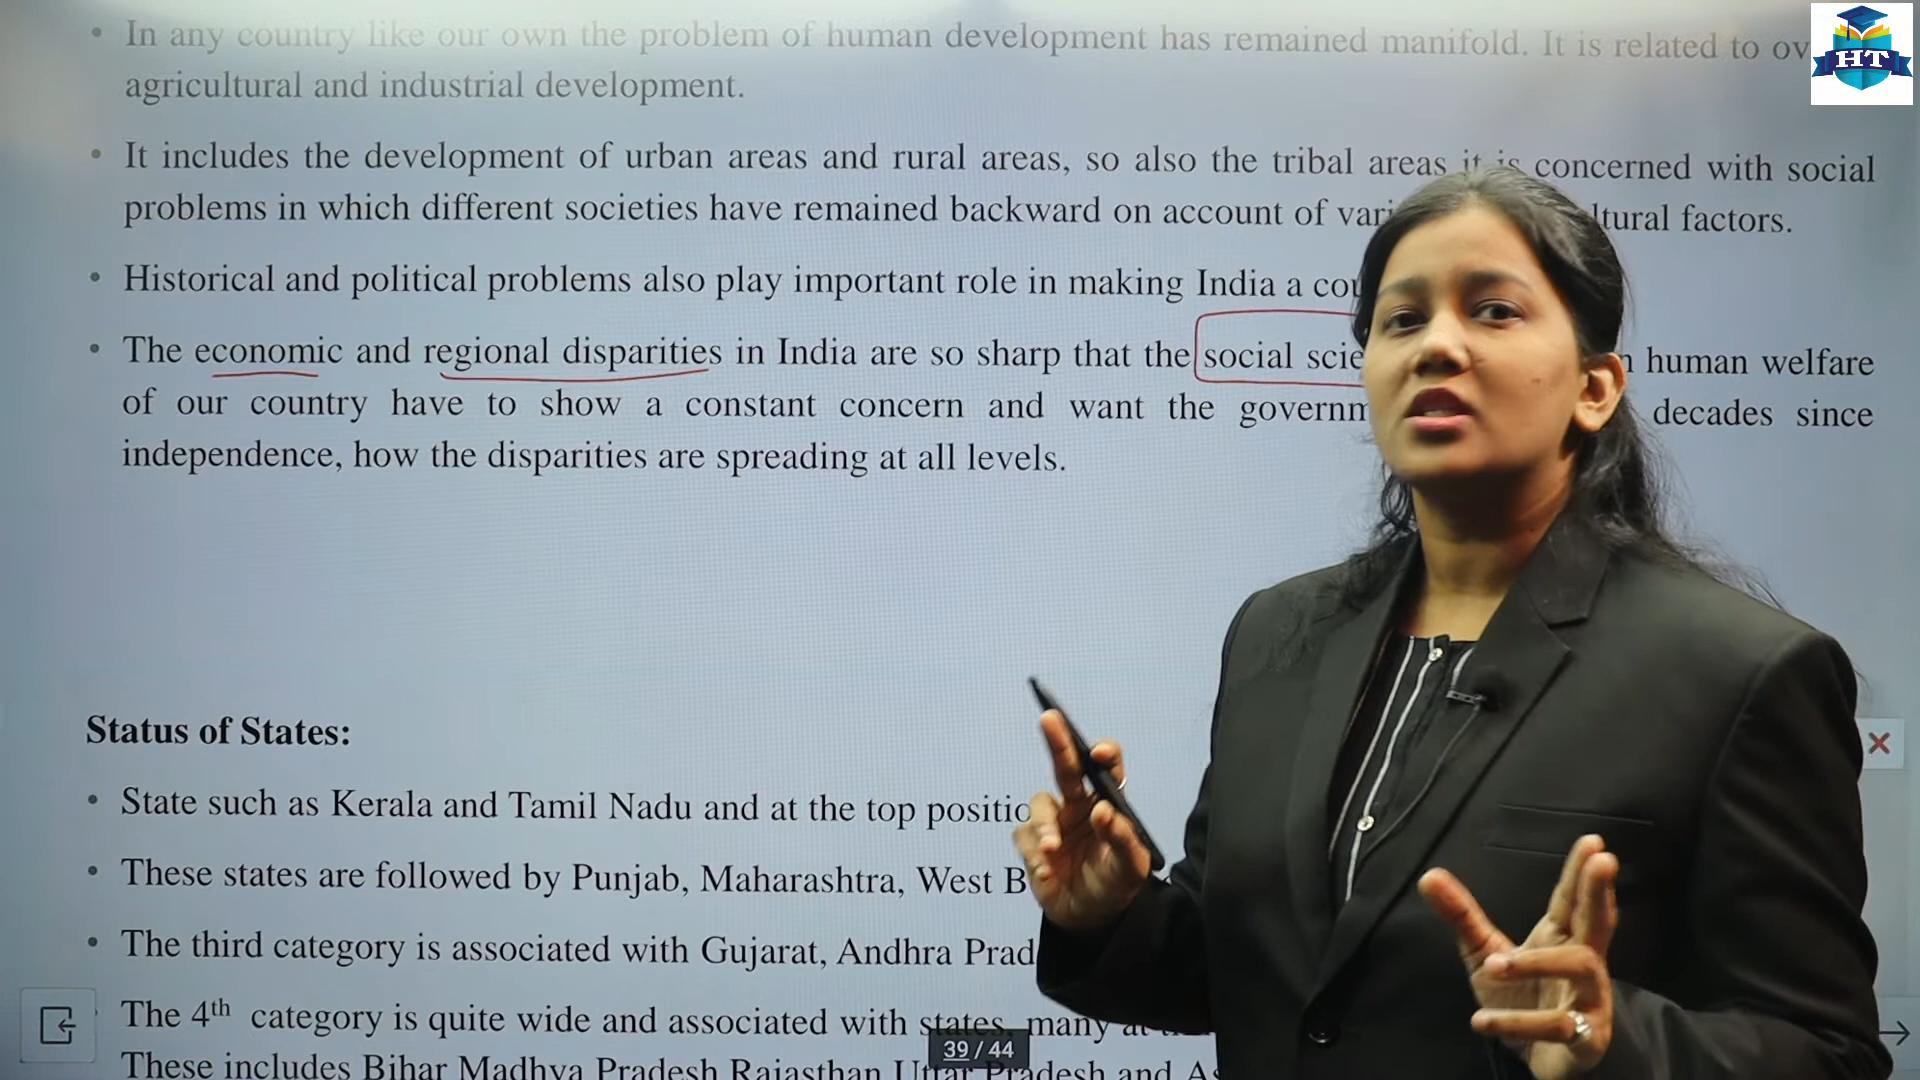 • In any country like our own the problem of human development has remained manifold. It is related to
agricultural and industrial development.
• It includes the development of urban areas and rural areas, so also the tribal areas it is concerned with social
problems in which different societies have remained backward on account of factors.
• Historical and political problems also play important role in making India a
• The economic and regional disparities in India are so sharp that the social human welfare
of our country have to show a constant concern and want the decades since
independence, how the disparities are spreading at all levels.
Status of States:
• State such as Kerala and Tamil Nadu and at the top
• These states are followed by Punjab, Maharashtra, West
• The third category is associated with Gujarat, Andhra
The 4th category is quite wide and associated with states, many
These includes Bihar Madhya Pradesh Rajasthan Uttar Pradesh and
39 / 44
HT